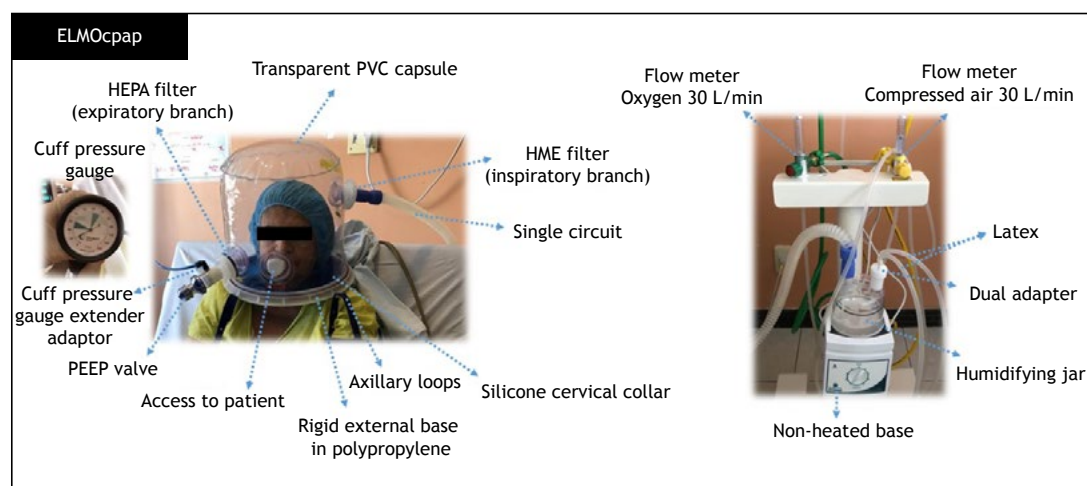 ELMOcpap
Transparent PVC capsule
HEPA filter
(expiratory branch)
Cuff pressure
gauge
HME filter
(inspiratory branch)
Single circuit
Cuff pressure
gauge extender
adaptor
PEEP valve
Access to patient
Axillary loops
Rigid external base
in polypropylene
Silicone cervical collar
Flow meter
Oxygen 30 L/min
Flow meter
Compressed air 30 L/min
Latex
Dual adapter
Humidifying jar
Non-heated base